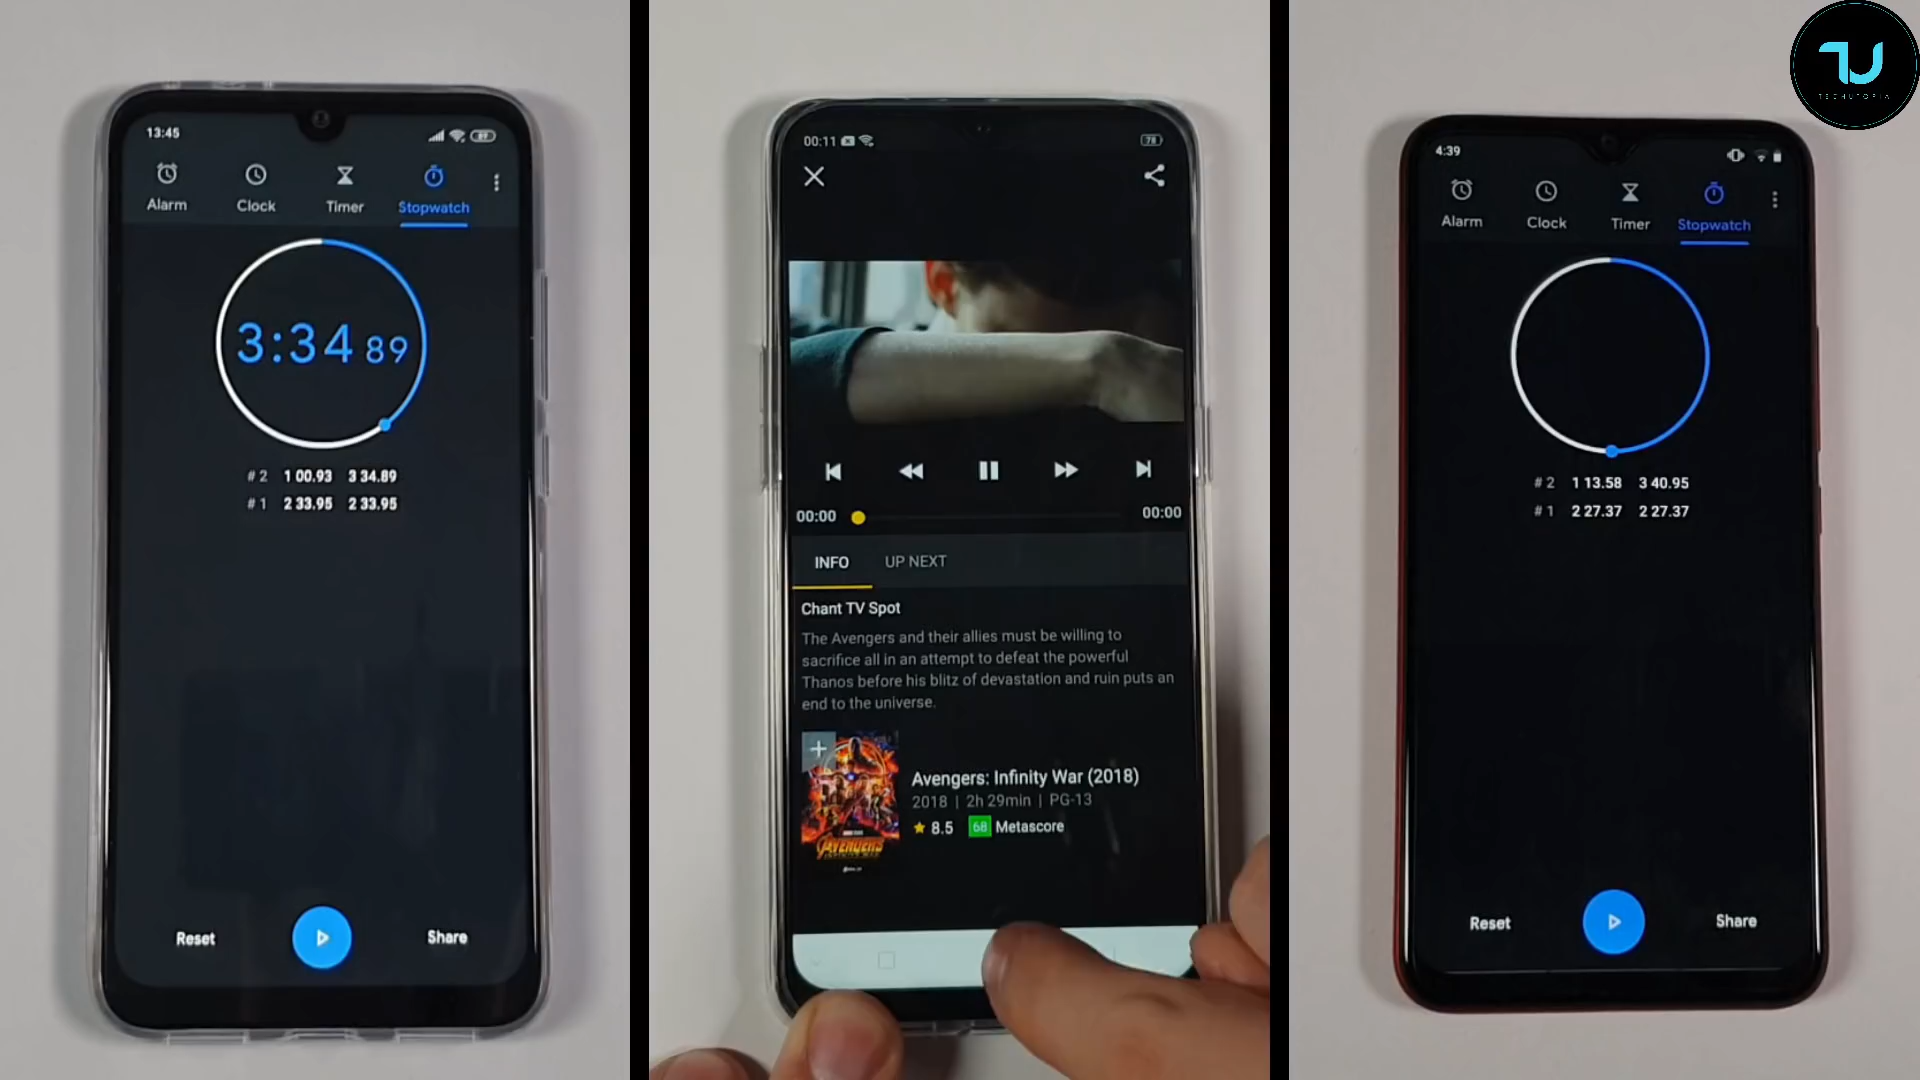 13:45
89
Alarm
Clock
Timer
Stopwatch
3:34 89
# 2 1 00.93 3 34.89
# 1 2 33.95 2 33.95
Reset
Share
00:11
78
00:00
00:00
INFO
UP NEXT
Chant TV Spot
The Avengers and their allies must be willing to
sacrifice all in an attempt to defeat the powerful
Thanos before his blitz of devastation and ruin puts an
end to the universe.
AVENGERS
Avengers: Infinity War (2018)
2018 | 2h 29min | PG-13
8.5 68 Metascore
TECHUTOPIA
4:39
Alarm
Clock
Timer
Stopwatch
# 2 1 13.58 3 40.95
# 1 2 27.37 2 27.37
Reset
Share